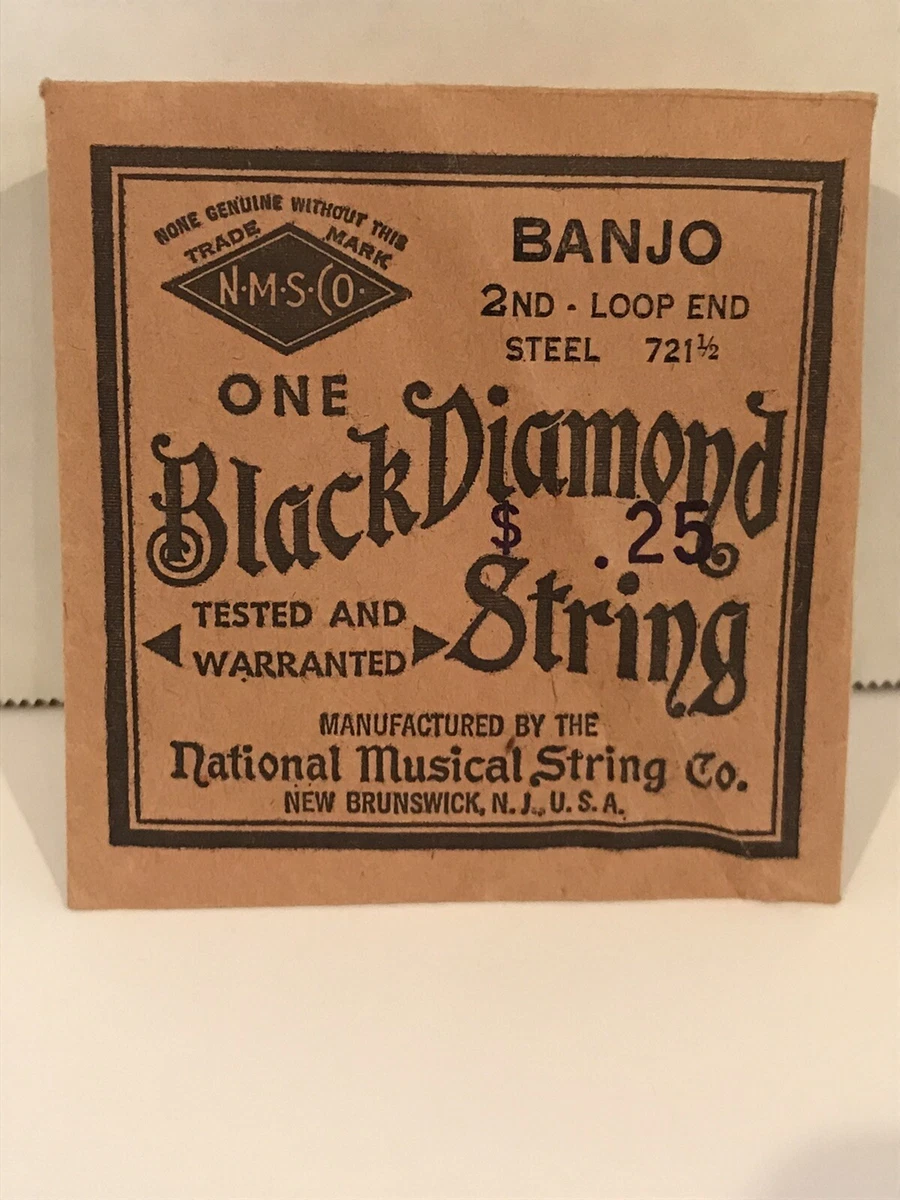 NONE GENUINE WITHOUT THIS
TRADE MARK
N·M·S·CO·
BANJO
2ND - LOOP END
STEEL 721½
ONE
Black Diamond
$ .25
String
TESTED AND
WARRANTED
MANUFACTURED BY THE
National Musical String Co.
NEW BRUNSWICK, N. J., U. S. A.